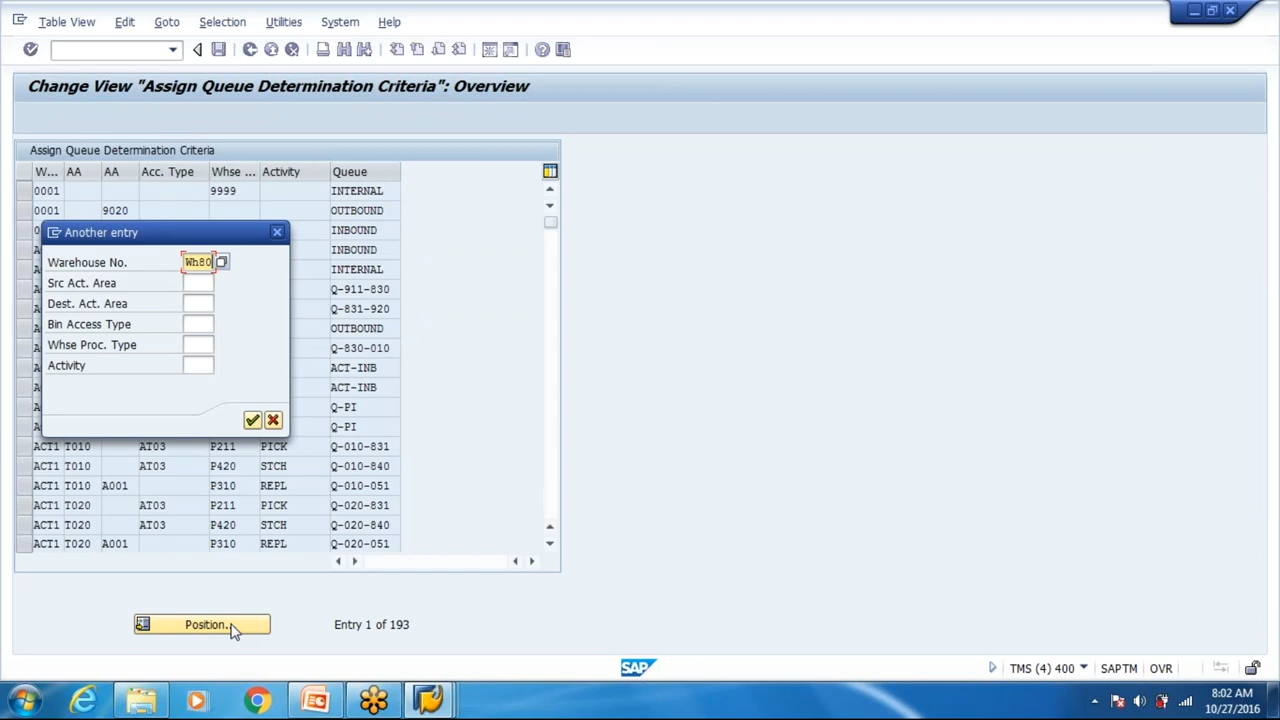 Table View Edit Goto Selection Utilities System Help
Change View "Assign Queue Determination Criteria": Overview
Assign Queue Determination Criteria
W... AA AA Acc. Type Whse ... Activity Queue
0001 9999 INTERNAL
0001 9020 OUTBOUND
0 INBOUND
A INBOUND
A INTERNAL
A Q-911-830
A Q-831-920
A OUTBOUND
A Q-830-010
A ACT-INB
A ACT-INB
A Q-PI
A Q-PI
ACT1 T010 AT03 P211 PICK Q-010-831
ACT1 T010 AT03 P420 STCH Q-010-840
ACT1 T010 A001 P310 REPL Q-010-051
ACT1 T020 AT03 P211 PICK Q-020-831
ACT1 T020 AT03 P420 STCH Q-020-840
ACT1 T020 A001 P310 REPL Q-020-051
Another entry
Warehouse No. Wh80
Src Act. Area
Dest. Act. Area
Bin Access Type
Whse Proc. Type
Activity
Position... Entry 1 of 193
SAP TMS (4) 400 SAPTM OVR
8:02 AM
10/27/2016